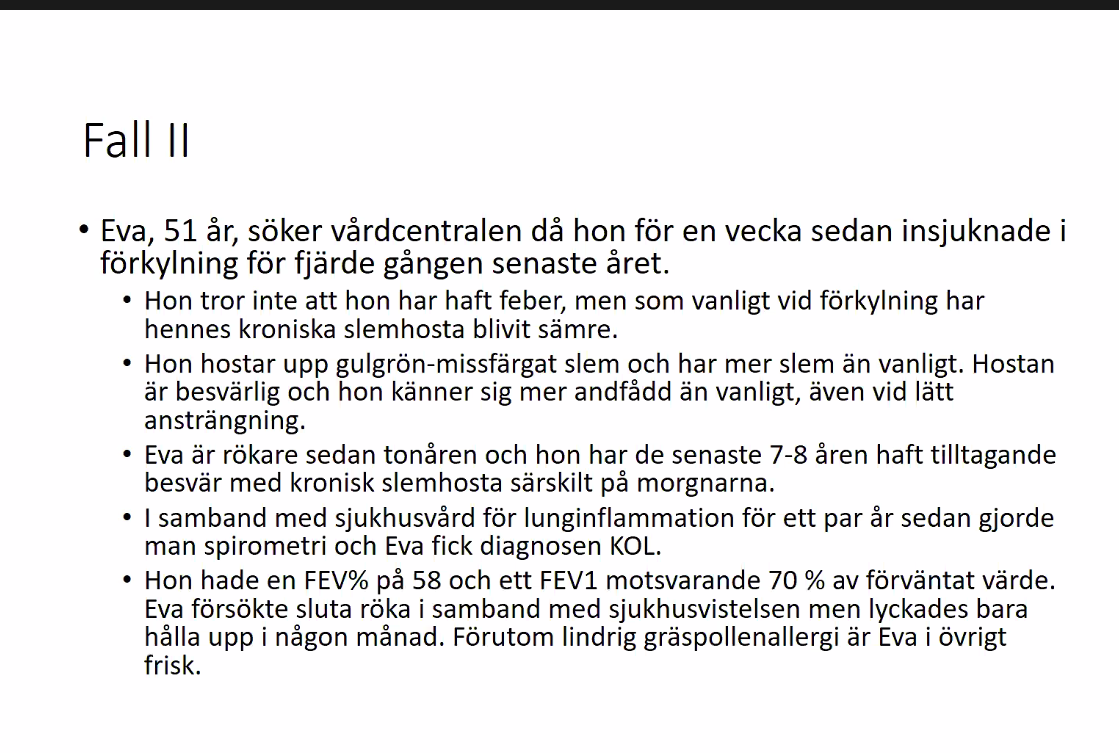 Fall II
• Eva, 51 år, söker vårdcentralen då hon för en vecka sedan insjuknade i
förkylning för fjärde gången senaste året.
• Hon tror inte att hon har haft feber, men som vanligt vid förkylning har
hennes kroniska slemhosta blivit sämre.
• Hon hostar upp gulgrön-missfärgat slem och har mer slem än vanligt. Hostan
är besvärlig och hon känner sig mer andfådd än vanligt, även vid lätt
ansträngning.
• Eva är rökare sedan tonåren och hon har de senaste 7-8 åren haft tilltagande
besvär med kronisk slemhosta särskilt på morgnarna.
• I samband med sjukhusvård för lunginflammation för ett par år sedan gjorde
man spirometri och Eva fick diagnosen KOL.
• Hon hade en FEV% på 58 och ett FEV1 motsvarande 70 % av förväntat värde.
Eva försökte sluta röka i samband med sjukhusvistelsen men lyckades bara
hålla upp i någon månad. Förutom lindrig gräspollenallergi är Eva i övrigt
frisk.